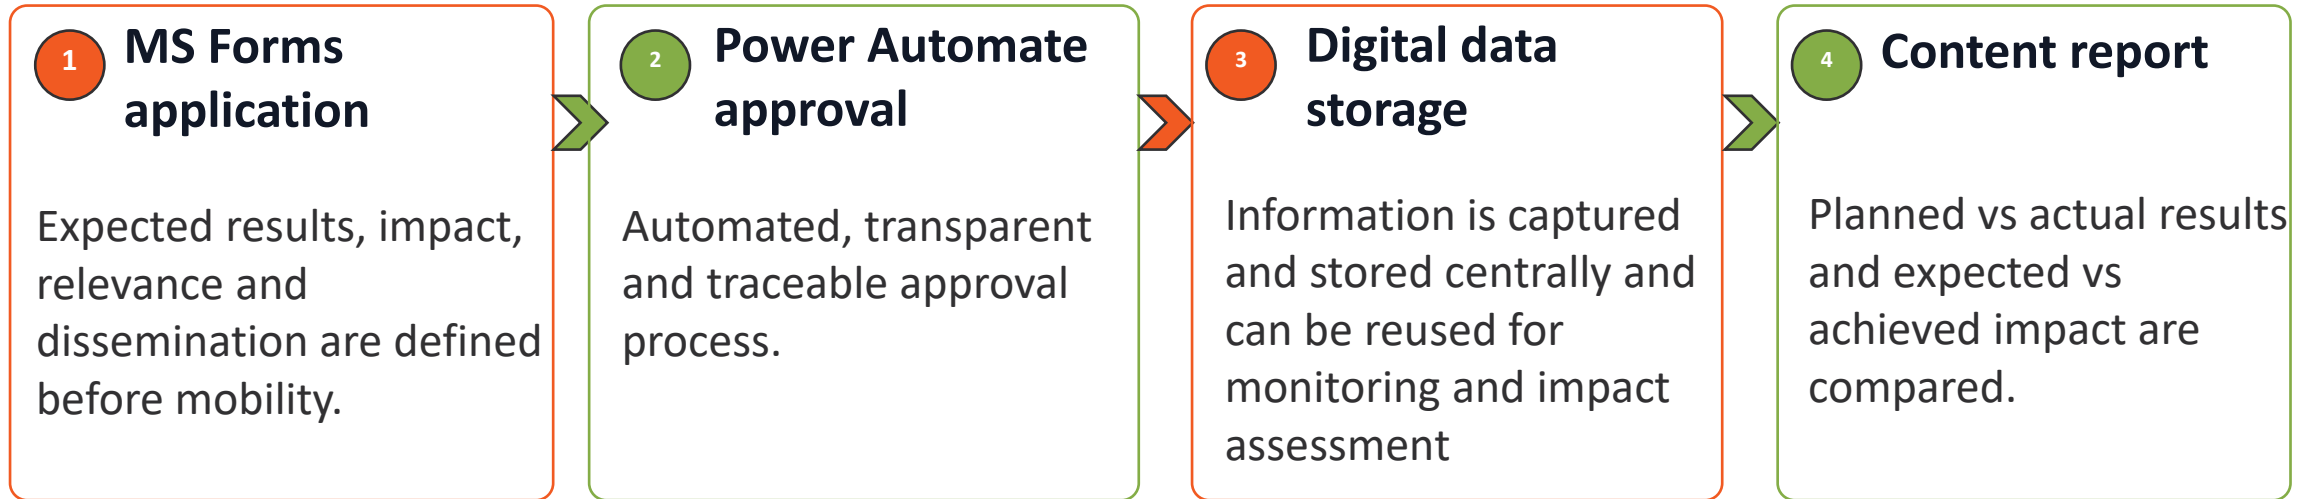 1
MS Forms
application
Expected results, impact,
relevance and
dissemination are defined
before mobility.
2
Power Automate
approval
Automated, transparent
and traceable approval
process.
3
Digital data
storage
Information is captured
and stored centrally and
can be reused for
monitoring and impact
assessment
4
Content report
Planned vs actual results
and expected vs
achieved impact are
compared.